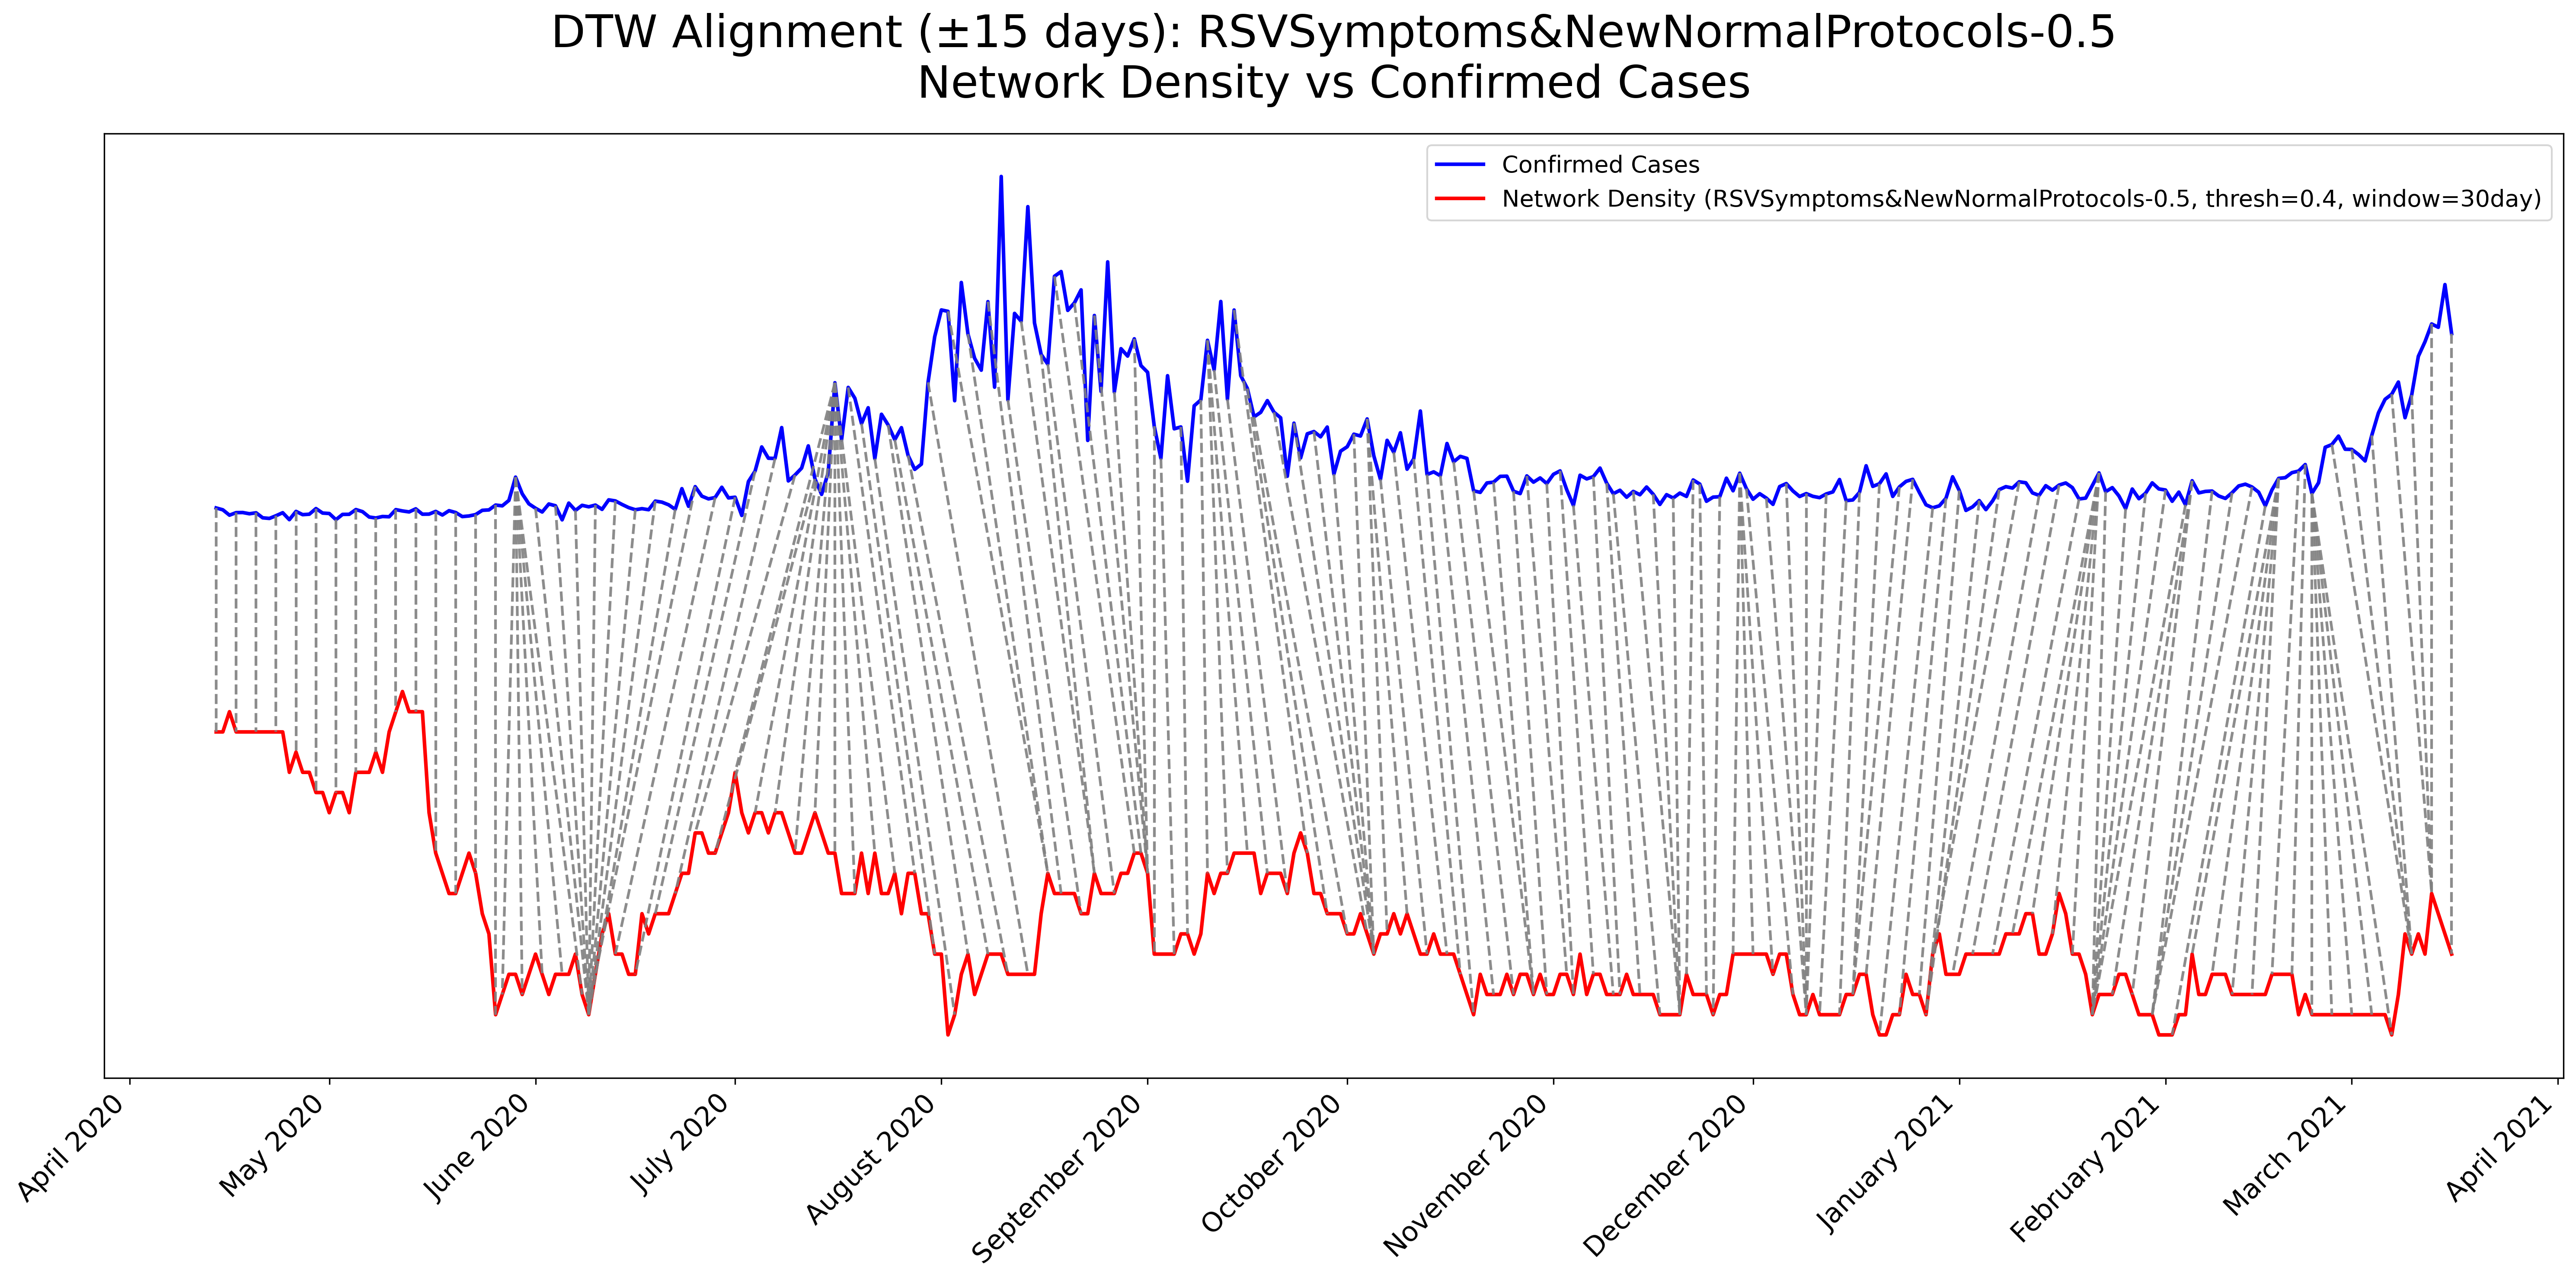 DTW Alignment (±15 days): RSVSymptoms&NewNormalProtocols-0.5
Network Density vs Confirmed Cases
Confirmed Cases
Network Density (RSVSymptoms&NewNormalProtocols-0.5, thresh=0.4, window=30day)
April 2020
May 2020
June 2020
July 2020
August 2020
September 2020
October 2020
November 2020
December 2020
January 2021
February 2021
March 2021
April 2021